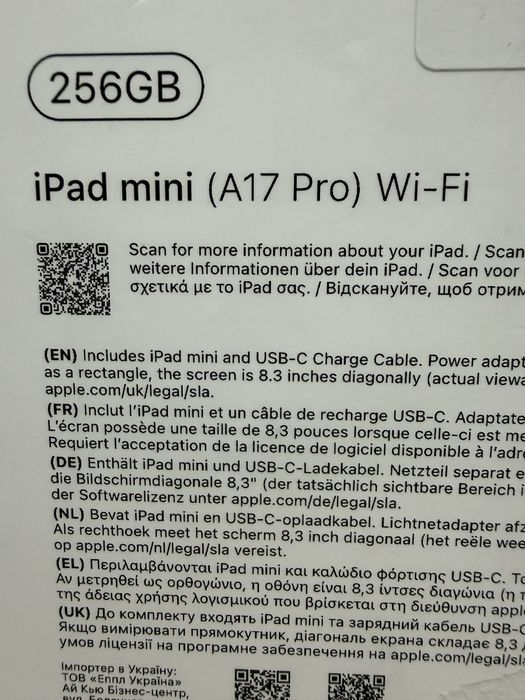 256GB
iPad mini (A17 Pro) Wi-Fi
Scan for more information about your iPad. / Scan
weitere Informationen über dein iPad. / Scan voor
σχετικά με το iPad σας. / Відскануйте, щоб отрим
(EN) Includes iPad mini and USB-C Charge Cable. Power adapt
as a rectangle, the screen is 8.3 inches diagonally (actual viewa
apple.com/uk/legal/sla.
(FR) Inclut l'iPad mini et un câble de recharge USB-C. Adaptate
L'écran possède une taille de 8,3 pouces lorsque celle-ci est me
Requiert l'acceptation de la licence de logiciel disponible à l'adre
(DE) Enthält iPad mini und USB-C-Ladekabel. Netzteil separat e
die Bildschirmdiagonale 8,3" (der tatsächlich sichtbare Bereich i
der Softwarelizenz unter apple.com/de/legal/sla.
(NL) Bevat iPad mini en USB-C-oplaadkabel. Lichtnetadapter afz
Als rechthoek meet het scherm 8,3 inch diagonaal (het reële wee
op apple.com/nl/legal/sla vereist.
(EL) Περιλαμβάνονται iPad mini και καλώδιο φόρτισης USB-C. Το
Αν μετρηθεί ως ορθογώνιο, η οθόνη είναι 8,3 ίντσες διαγώνια (η π
της άδειας χρήσης λογισμικού που βρίσκεται στη διεύθυνση appl
(UK) До комплекту входять iPad mini та зарядний кабель USB-C
Якщо вимірювати прямокутник, діагональ екрана складає 8,3 д
умов ліцензії на програмне забезпечення на apple.com/legal/sla
Імпортер в Україну:
ТОВ «Еппл Україна»
Ай Кью Бізнес-центр,